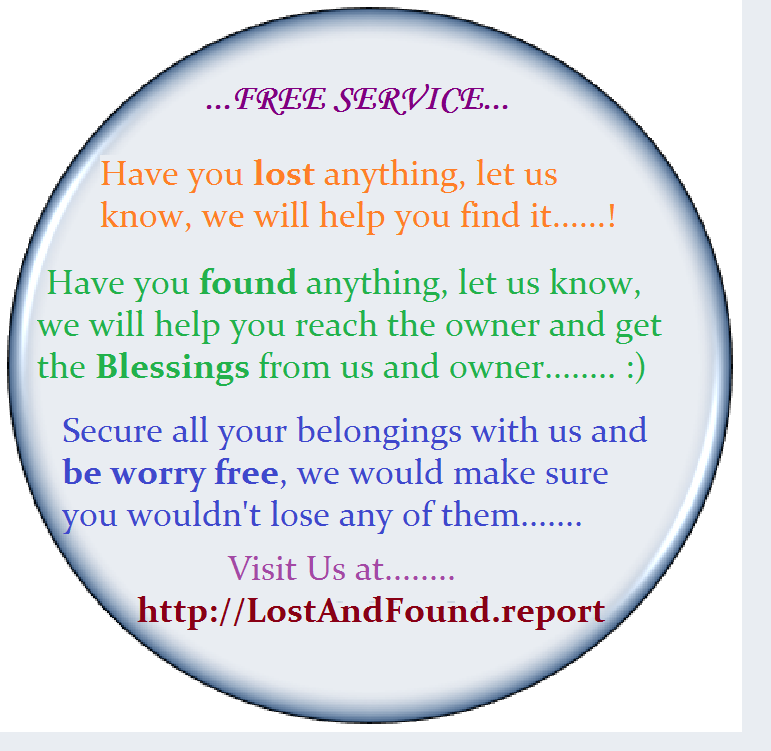 ...FREE SERVICE...
Have you lost anything, let us
know, we will help you find it......!
Have you found anything, let us know,
we will help you reach the owner and get
the Blessings from us and owner........ :)
Secure all your belongings with us and
be worry free, we would make sure
you wouldn't lose any of them.......
Visit Us at........
http://LostAndFound.report